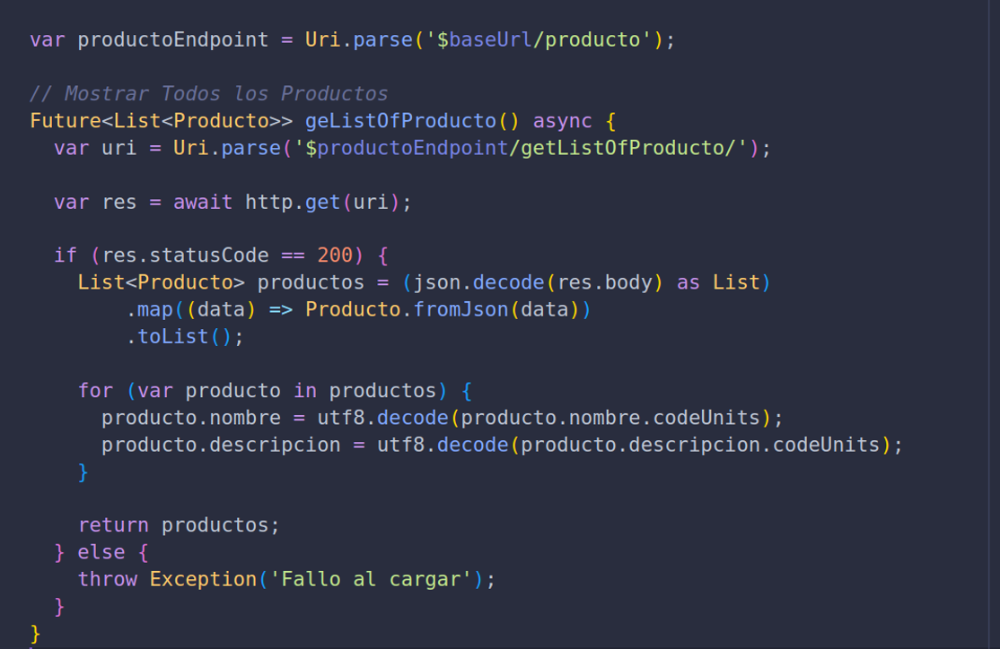 var productoEndpoint = Uri.parse('$baseUrl/producto');
// Mostrar Todos los Productos
Future<List<Producto>> geListOfProducto() async {
  var uri = Uri.parse('$productoEndpoint/getListOfProducto/');
  var res = await http.get(uri);
  if (res.statusCode == 200) {
    List<Producto> productos = (json.decode(res.body) as List)
        .map((data) => Producto.fromJson(data))
        .toList();
    for (var producto in productos) {
      producto.nombre = utf8.decode(producto.nombre.codeUnits);
      producto.descripcion = utf8.decode(producto.descripcion.codeUnits);
    }
    return productos;
  } else {
    throw Exception('Fallo al cargar');
  }
}